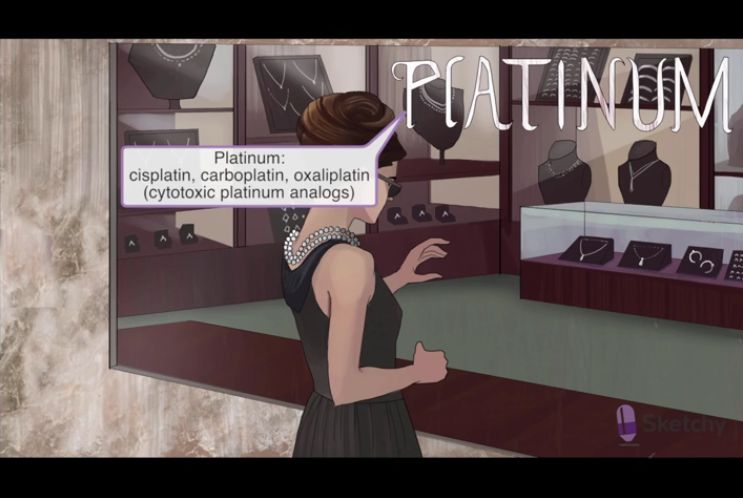 PLATINUM
Platinum:
cisplatin, carboplatin, oxaliplatin
(cytotoxic platinum analogs)
Sketchy